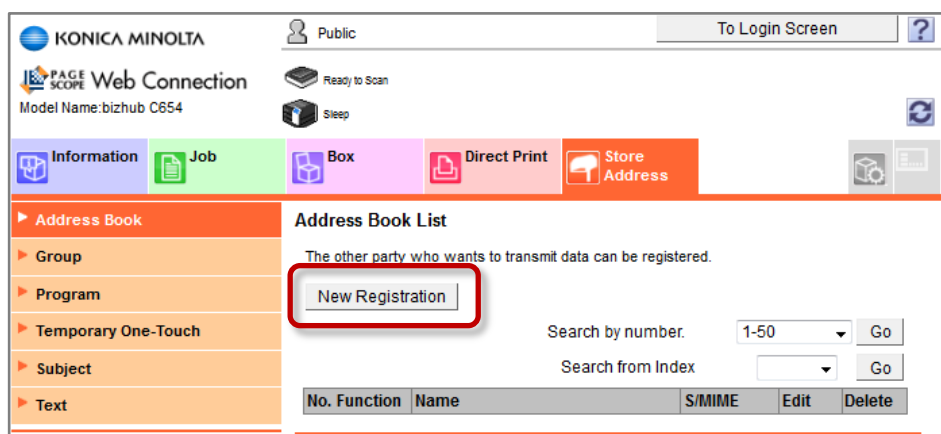 KONICA MINOLTA
Public
To Login Screen
?
PAGE SCOPE Web Connection
Ready to Scan
Model Name:bizhub C654
Sleep
Information
Job
Box
Direct Print
Store Address
Address Book
Address Book List
Group
The other party who wants to transmit data can be registered.
Program
New Registration
Temporary One-Touch
Search by number.
1-50
Go
Subject
Search from Index
Go
Text
No. Function Name S/MIME Edit Delete